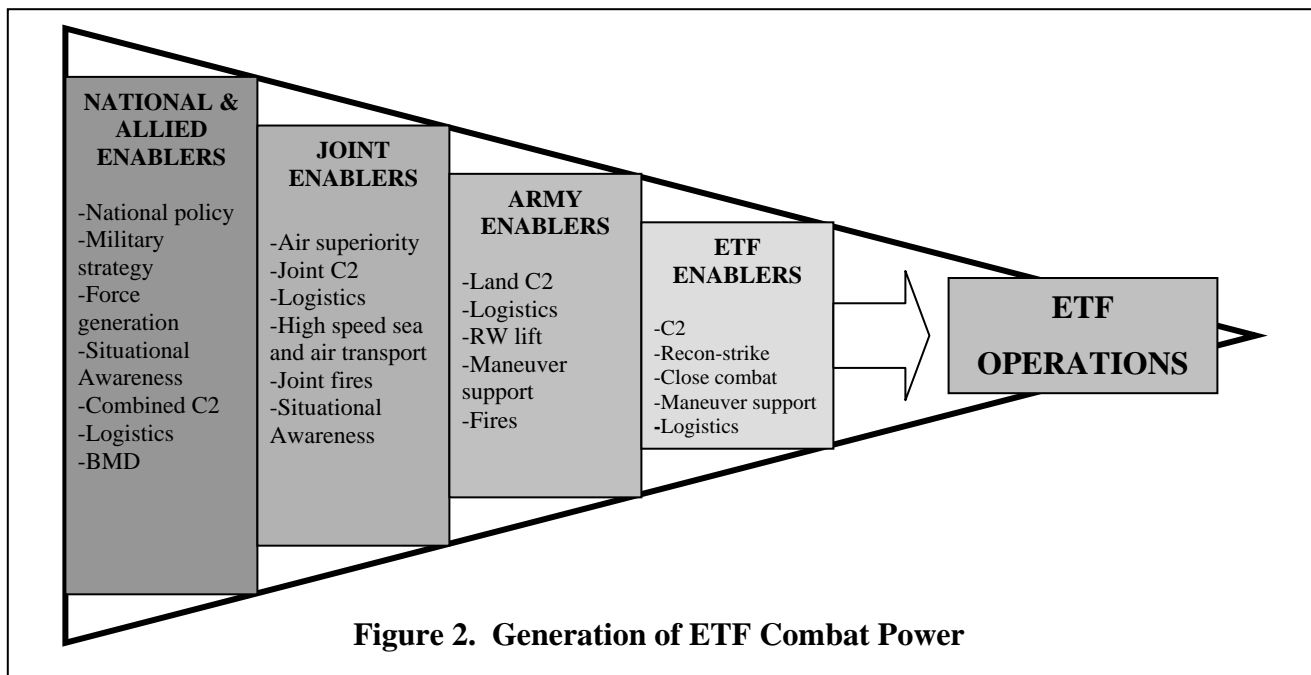 NATIONAL &
ALLIED
ENABLERS
-National policy
-Military
strategy
-Force
generation
-Situational
Awareness
-Combined C2
-Logistics
-BMD
JOINT
ENABLERS
-Air superiority
-Joint C2
-Logistics
-High speed sea
and air transport
-Joint fires
-Situational
Awareness
ARMY
ENABLERS
-Land C2
-Logistics
-RW lift
-Maneuver
support
-Fires
ETF
ENABLERS
-C2
-Recon-strike
-Close combat
-Maneuver support
-Logistics
ETF
OPERATIONS
Figure 2. Generation of ETF Combat Power